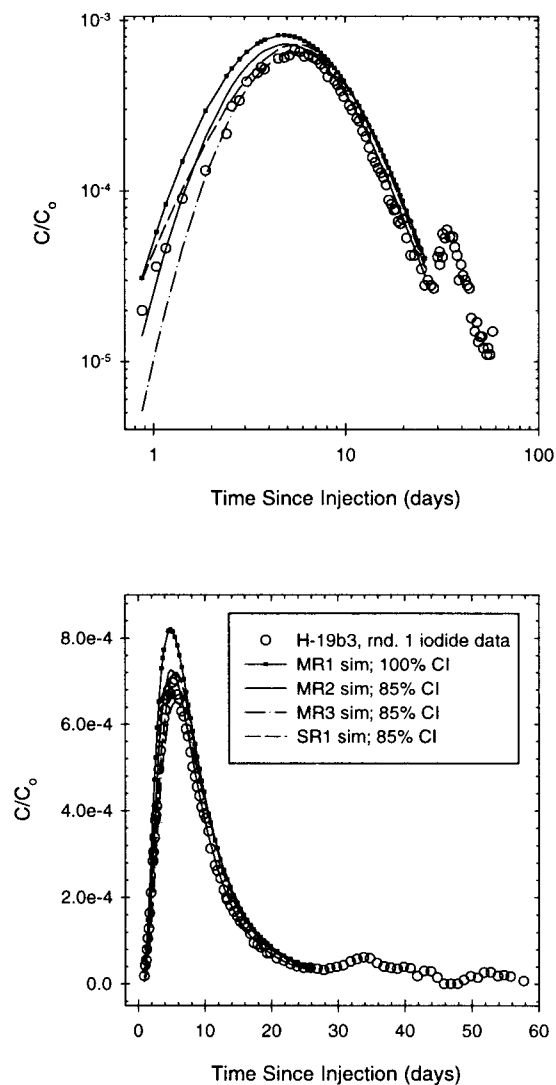 10⁻³
10⁻⁴
10⁻⁵
C/Cₒ
1 10 100
Time Since Injection (days)
8.0e-4
6.0e-4
4.0e-4
2.0e-4
0.0
C/Cₒ
H-19b3, rnd. 1 iodide data
MR1 sim; 100% CI
MR2 sim; 85% CI
MR3 sim; 85% CI
SR1 sim; 85% CI
0 10 20 30 40 50 60
Time Since Injection (days)